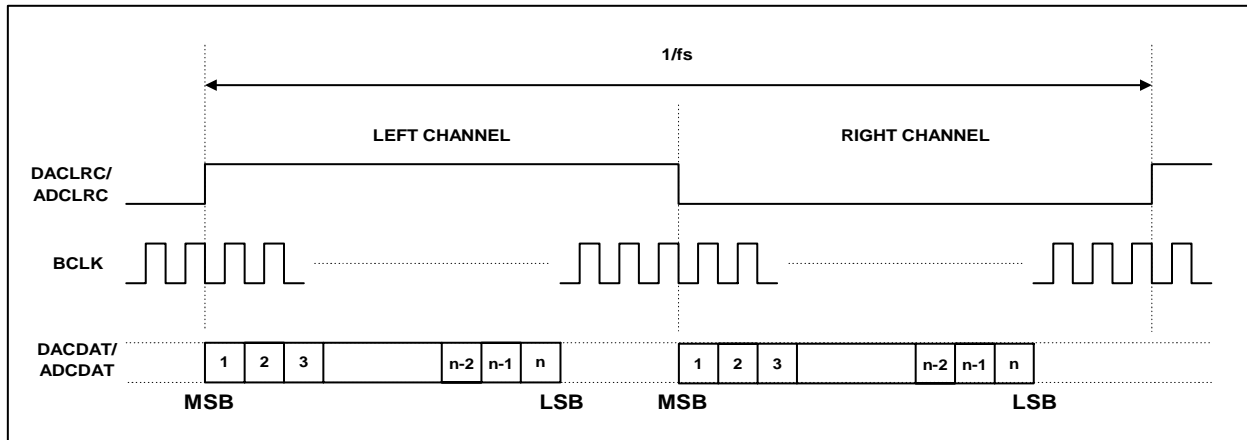 1/fs
LEFT CHANNEL RIGHT CHANNEL
DACLRC/
ADCLRC
BCLK
DACDAT/
ADCDAT
1 2 3 n-2 n-1 n 1 2 3 n-2 n-1 n
MSB LSB MSB LSB